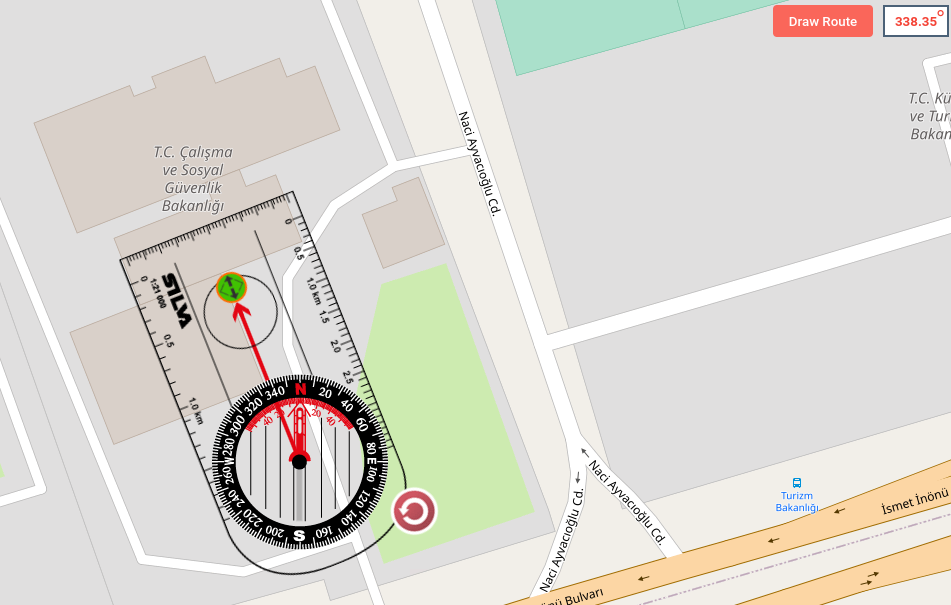 Draw Route
338.35°
T.C. Çalışma
ve Sosyal
Güvenlik
Bakanlığı
T.C. Kü
ve Tur
Bakan
Naci Ayvacıoğlu Cd.
SILVA
1:21 000
0
0.5
1.0 km
0
0.5
1.0 km
1.5
2.0
2.5
N
20
40
60
80
E
100
120
140
160
S
200
220
240
260
W
280
300
320
340
40
20
20
40
Naci Ayvacıoğlu Cd.
Naci Ayvacıoğlu Cd.
Turizm
Bakanlığı
İsmet İnönü
önü Bulvarı